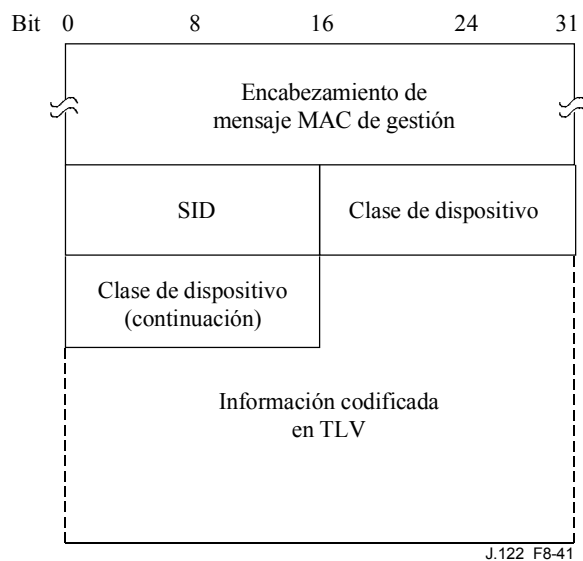 Bit 0 8 16 24 31
Encabezamiento de
mensaje MAC de gestión
SID
Clase de dispositivo
Clase de dispositivo
(continuación)
Información codificada
en TLV
J.122 F8-41